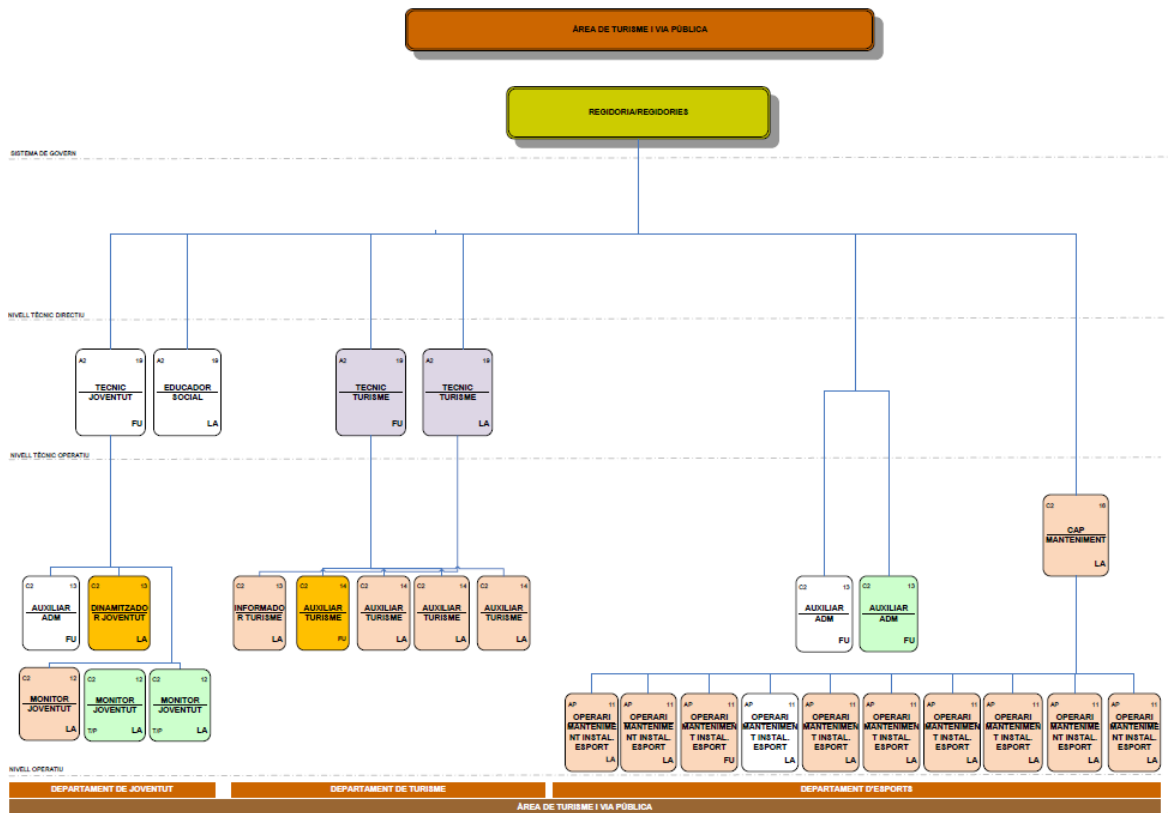 ÀREA DE TURISME I VIA PÚBLICA
REGIDORIA/REGIDORIES
SISTEMA DE GOVERN
NIVELL TÈCNIC DIRECTIU
A2 19
TECNIC
JOVENTUT
FU
A2 19
EDUCADOR
SOCIAL
LA
A2 19
TECNIC
TURISME
FU
A2 19
TECNIC
TURISME
LA
NIVELL TÈCNIC OPERATIU
C2 16
CAP
MANTENIMENT
LA
C2 13
AUXILIAR
ADM
FU
C2 13
DINAMITZADO
R JOVENTUT
LA
C2 13
INFORMADO
R TURISME
LA
C2 14
AUXILIAR
TURISME
FU
C2 14
AUXILIAR
TURISME
LA
C2 14
AUXILIAR
TURISME
LA
C2 14
AUXILIAR
TURISME
LA
C2 13
AUXILIAR
ADM
FU
C2 13
AUXILIAR
ADM
FU
C2 12
MONITOR
JOVENTUT
LA
C2 12
MONITOR
JOVENTUT
T/P LA
C2 12
MONITOR
JOVENTUT
T/P LA
AP 11
OPERARI
MANTENIME
NT INSTAL.
ESPORT
LA
AP 11
OPERARI
MANTENIMEN
T INSTAL.
ESPORT
LA
AP 11
OPERARI
MANTENIMEN
T INSTAL.
ESPORT
FU
AP 11
OPERARI
MANTENIMEN
T INSTAL.
ESPORT
LA
AP 11
OPERARI
MANTENIMEN
T INSTAL.
ESPORT
LA
AP 11
OPERARI
MANTENIMEN
T INSTAL.
ESPORT
LA
AP 11
OPERARI
MANTENIMEN
T INSTAL.
ESPORT
LA
AP 11
OPERARI
MANTENIMEN
T INSTAL.
ESPORT
LA
AP 11
OPERARI
MANTENIME
NT INSTAL.
ESPORT
LA
AP 11
OPERARI
MANTENIME
NT INSTAL.
ESPORT
LA
NIVELL OPERATIU
DEPARTAMENT DE JOVENTUT
DEPARTAMENT DE TURISME
DEPARTAMENT D'ESPORTS
ÀREA DE TURISME I VIA PÚBLICA